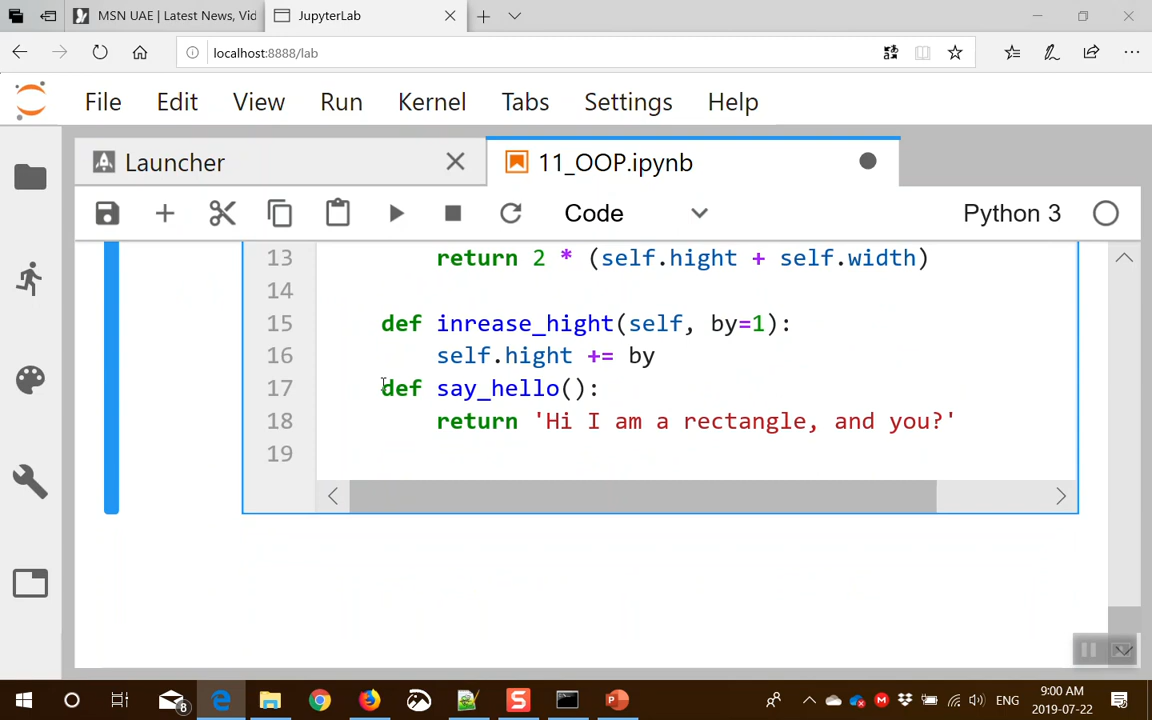 MSN UAE | Latest News, Vid
JupyterLab
localhost:8888/lab
File Edit View Run Kernel Tabs Settings Help
Launcher
11_OOP.ipynb
Code
Python 3
13 return 2 * (self.hight + self.width)
14
15 def inrease_hight(self, by=1):
16 self.hight += by
17 def say_hello():
18 return 'Hi I am a rectangle, and you?'
19
8
ENG
9:00 AM
2019-07-22